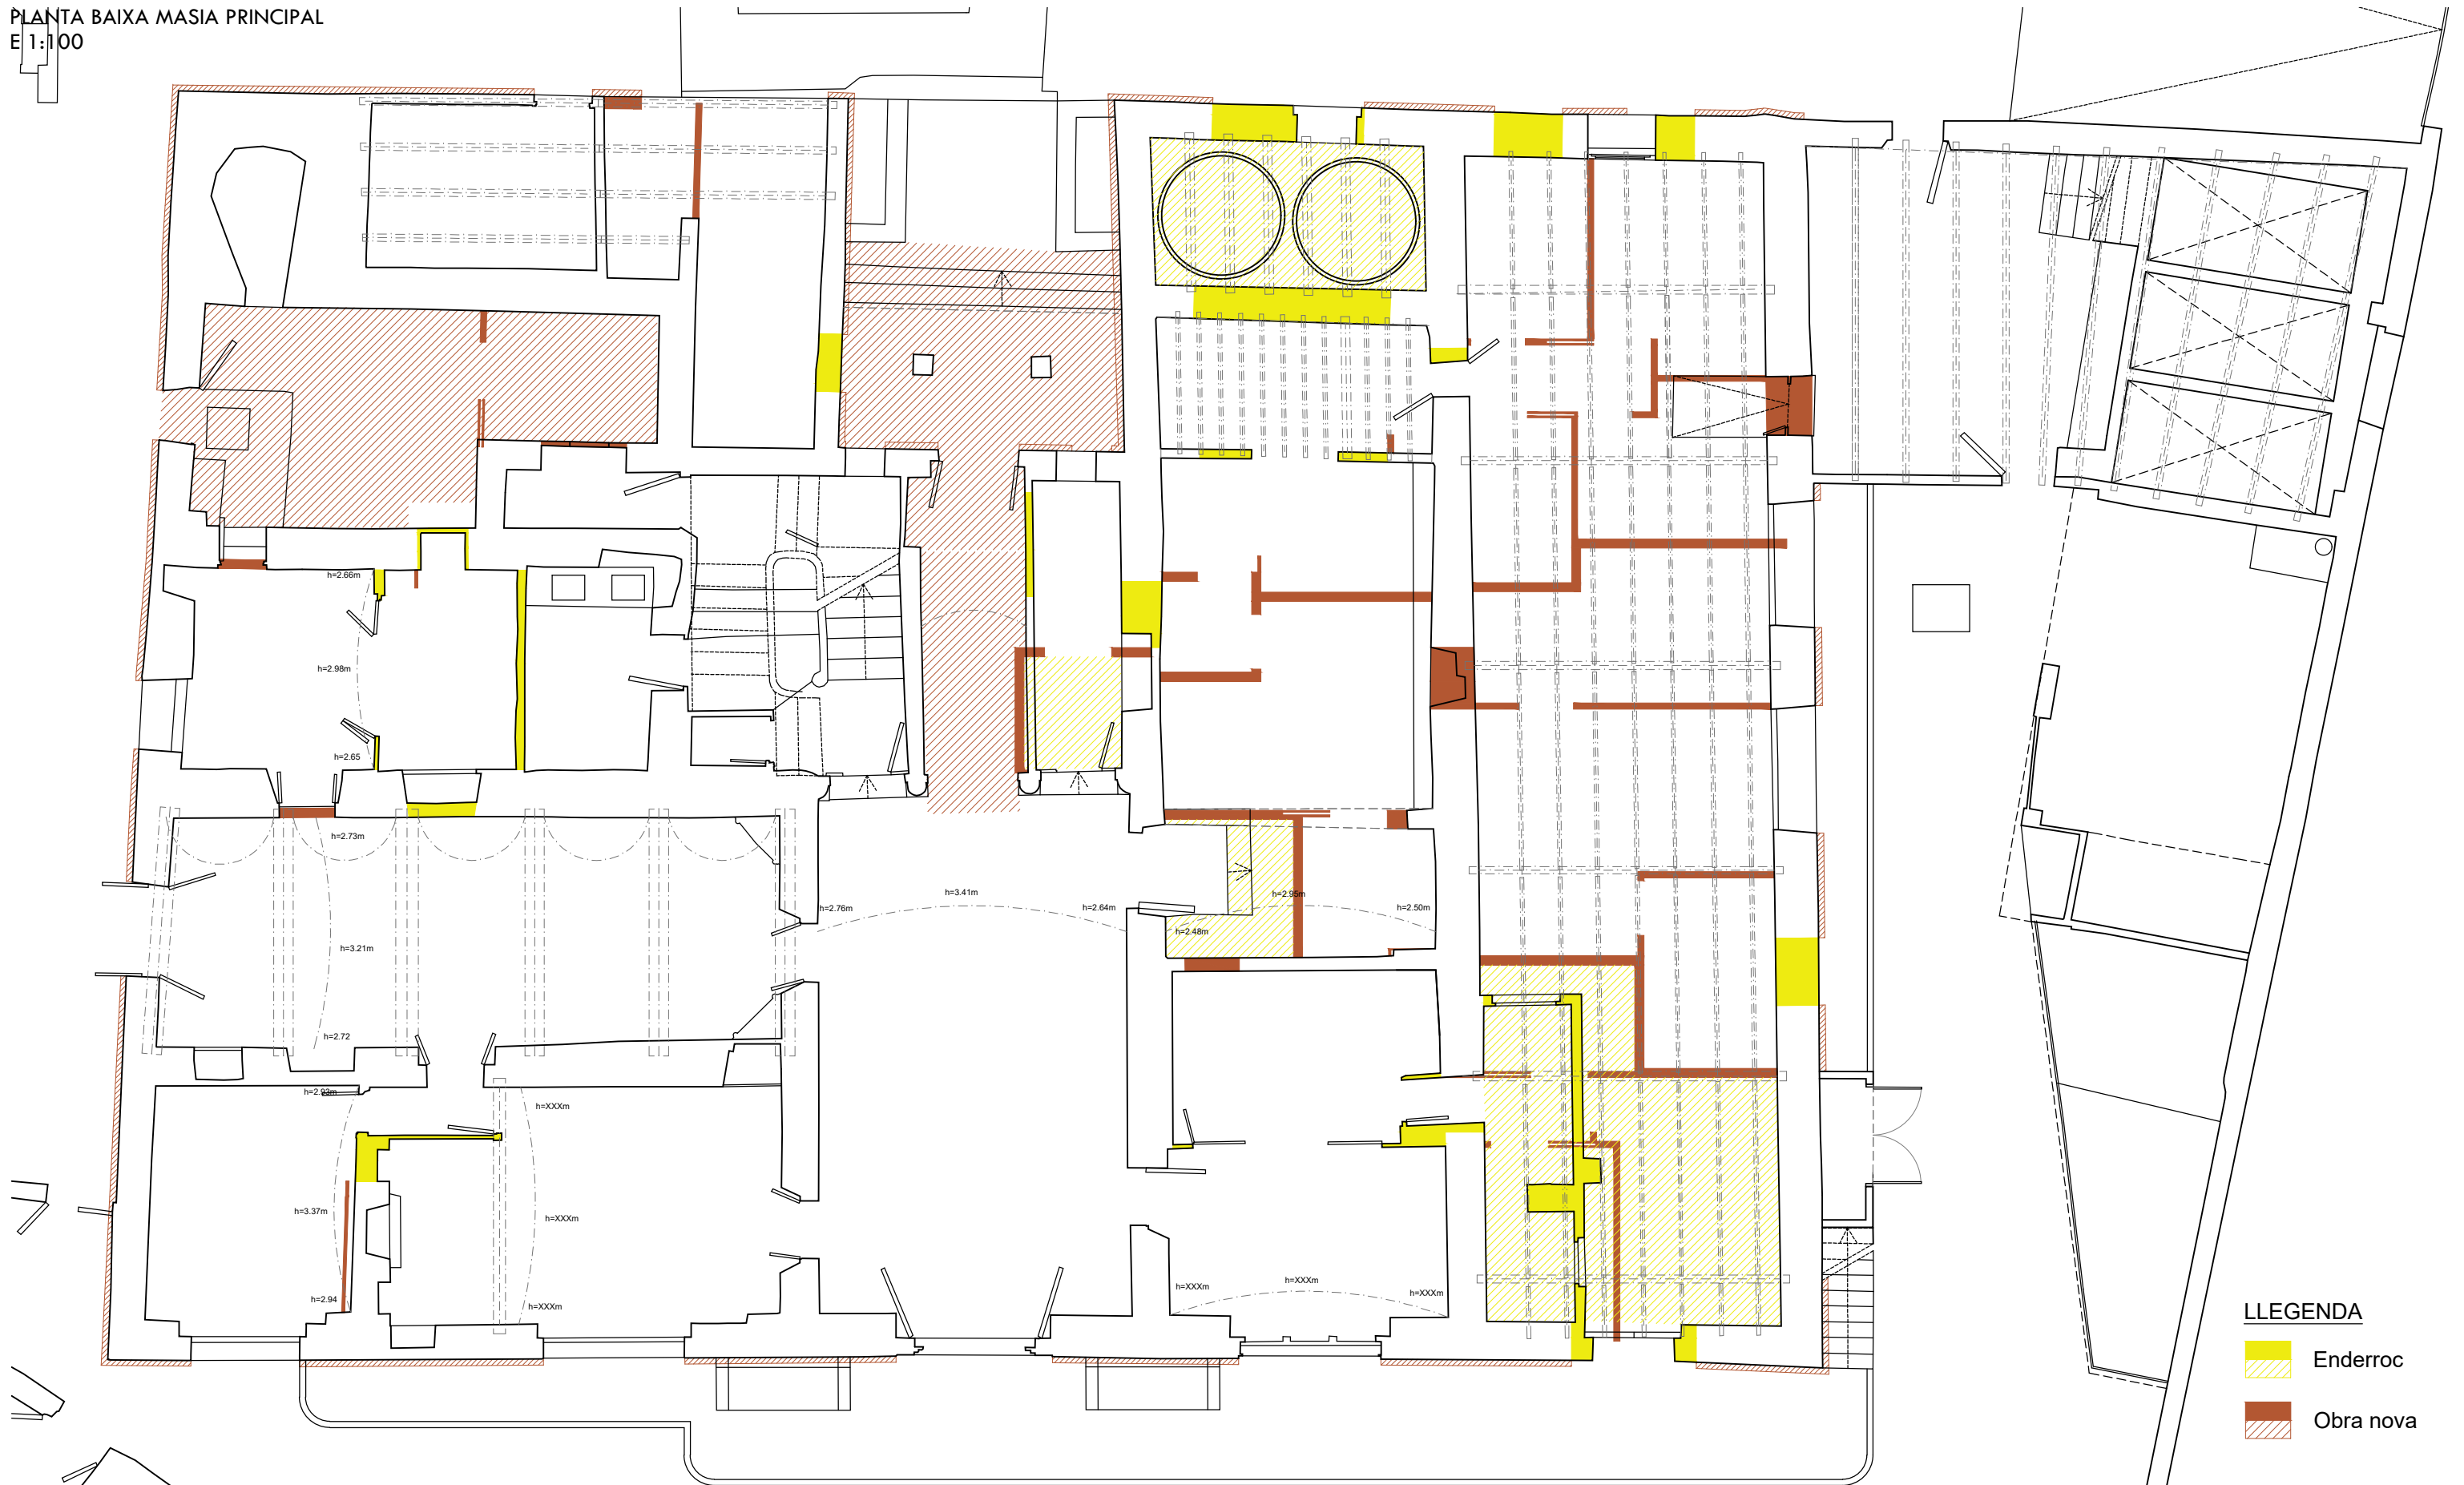 PLANTA BAIXA MASIA PRINCIPAL
E 1:100
h=2.66m
h=2.98m
h=2.65
h=2.73m
h=3.41m
h=2.76m
h=2.64m
h=2.95m
h=2.50m
h=2.48m
h=3.21m
h=2.72
h=2.93m
h=XXXm
h=3.37m
h=XXXm
h=2.94
h=XXXm
h=XXXm
h=XXXm
h=XXXm
LLEGENDA
Enderroc
Obra nova